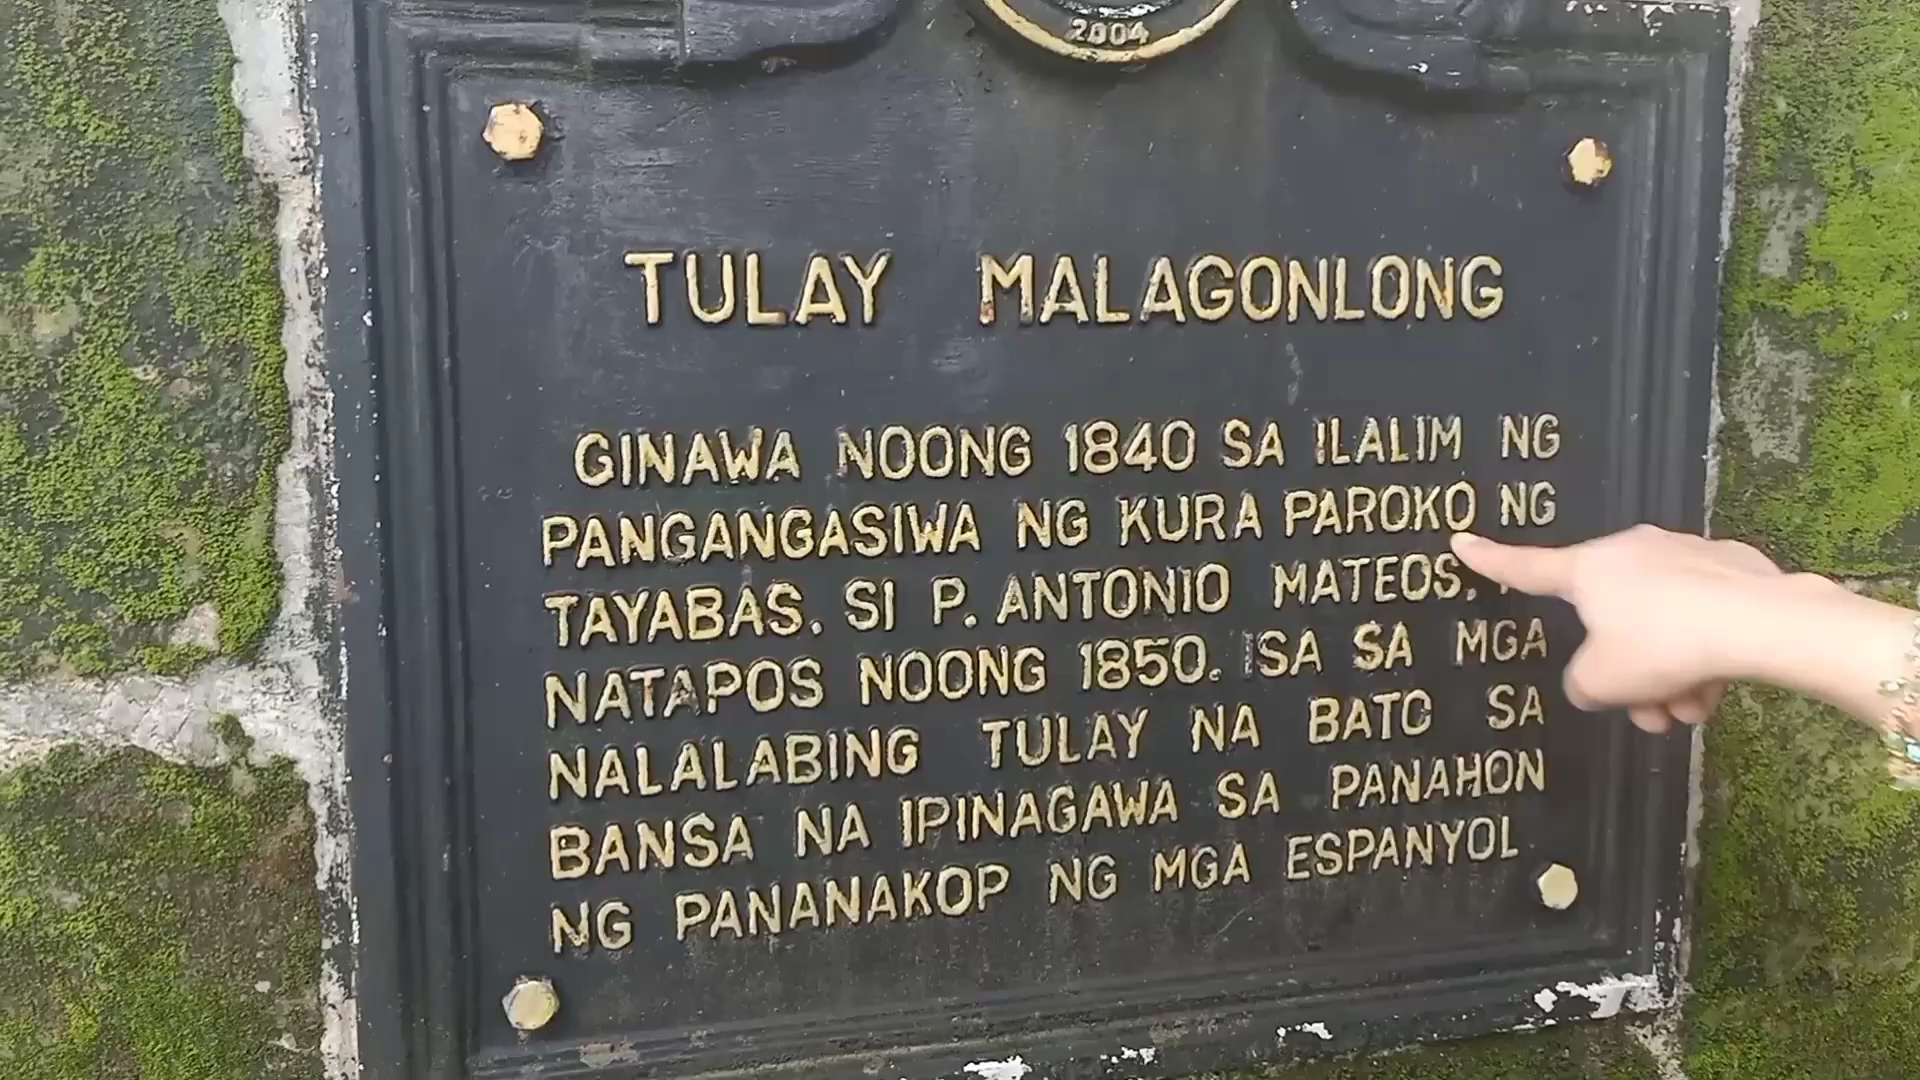 2004
TULAY MALAGONLONG
GINAWA NOONG 1840 SA ILALIM NG
PANGANGASIWA NG KURA PAROKO NG
TAYABAS. SI P. ANTONIO MATEOS,
NATAPOS NOONG 1850. ISA SA MGA
NALALABING TULAY NA BATO SA
BANSA NA IPINAGAWA SA PANAHON
NG PANANAKOP NG MGA ESPANYOL